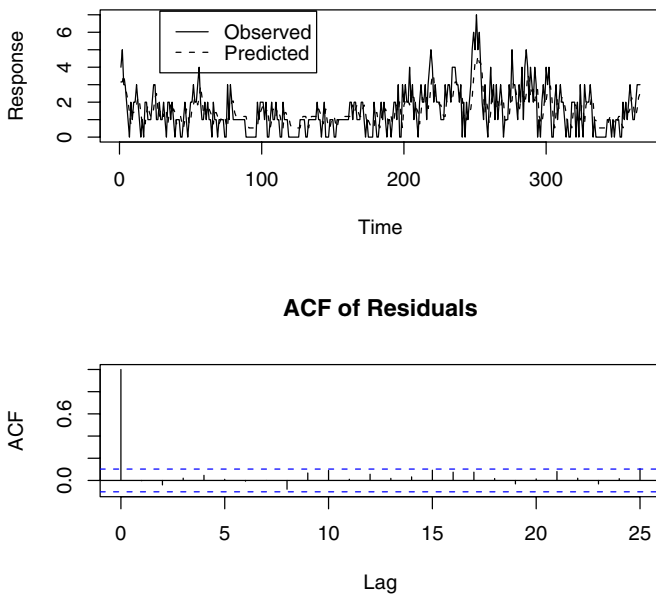 Observed
Predicted
Response
6
4
2
0
0
100
200
300
Time
ACF of Residuals
ACF
0.6
0.0
0
5
10
15
20
25
Lag